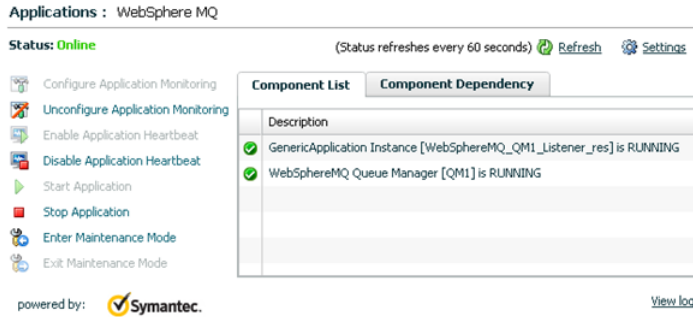 Applications : WebSphere MQ
Status: Online
(Status refreshes every 60 seconds) Refresh Settings
Configure Application Monitoring
Unconfigure Application Monitoring
Enable Application Heartbeat
Disable Application Heartbeat
Start Application
Stop Application
Enter Maintenance Mode
Exit Maintenance Mode
Component List Component Dependency
Description
GenericApplication Instance [WebSphereMQ_QM1_Listener_res] is RUNNING
WebSphereMQ Queue Manager [QM1] is RUNNING
powered by: Symantec.
View log